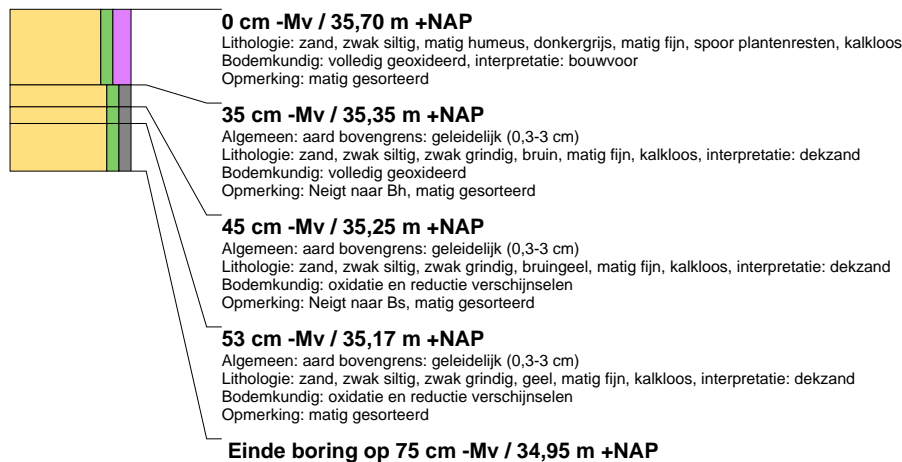 0 cm -Mv / 35,70 m +NAP
Lithologie: zand, zwak siltig, matig humeus, donkergrijs, matig fijn, spoor plantenresten, kalkloos
Bodemkundig: volledig geoxideerd, interpretatie: bouwvoor
Opmerking: matig gesorteerd
35 cm -Mv / 35,35 m +NAP
Algemeen: aard bovengrens: geleidelijk (0,3-3 cm)
Lithologie: zand, zwak siltig, zwak grindig, bruin, matig fijn, kalkloos, interpretatie: dekzand
Bodemkundig: volledig geoxideerd
Opmerking: Neigt naar Bh, matig gesorteerd
45 cm -Mv / 35,25 m +NAP
Algemeen: aard bovengrens: geleidelijk (0,3-3 cm)
Lithologie: zand, zwak siltig, zwak grindig, bruingeel, matig fijn, kalkloos, interpretatie: dekzand
Bodemkundig: oxidatie en reductie verschijnselen
Opmerking: Neigt naar Bs, matig gesorteerd
53 cm -Mv / 35,17 m +NAP
Algemeen: aard bovengrens: geleidelijk (0,3-3 cm)
Lithologie: zand, zwak siltig, zwak grindig, geel, matig fijn, kalkloos, interpretatie: dekzand
Bodemkundig: oxidatie en reductie verschijnselen
Opmerking: matig gesorteerd
Einde boring op 75 cm -Mv / 34,95 m +NAP